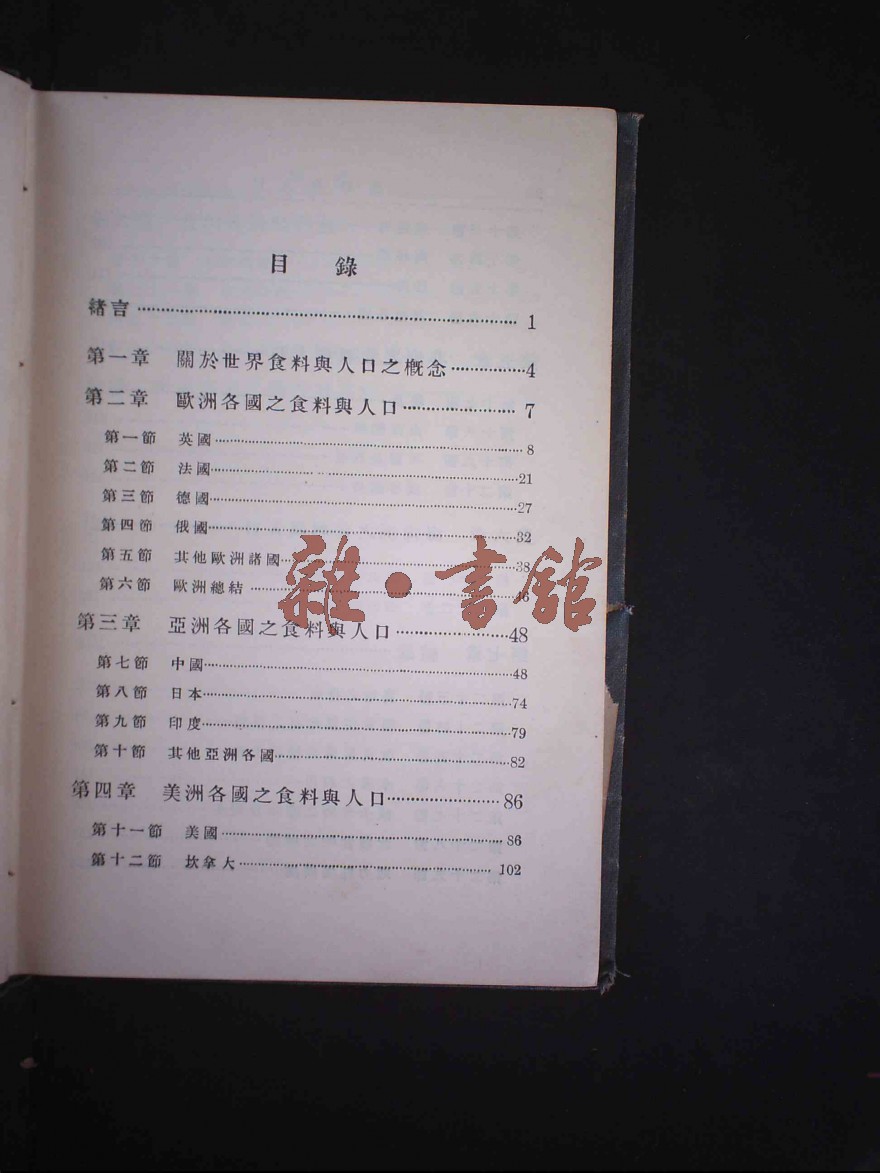 目 錄
緒言 1
第一章 關於世界食料與人口之概念 4
第二章 歐洲各國之食料與人口 7
第一節 英國 8
第二節 法國 21
第三節 德國 27
第四節 俄國 32
第五節 其他歐洲諸國 38
第六節 歐洲總結 46
第三章 亞洲各國之食料與人口 48
第七節 中國 48
第八節 日本 74
第九節 印度 79
第十節 其他亞洲各國 82
第四章 美洲各國之食料與人口 86
第十一節 美國 86
第十二節 坎拿大 102
雜·書館